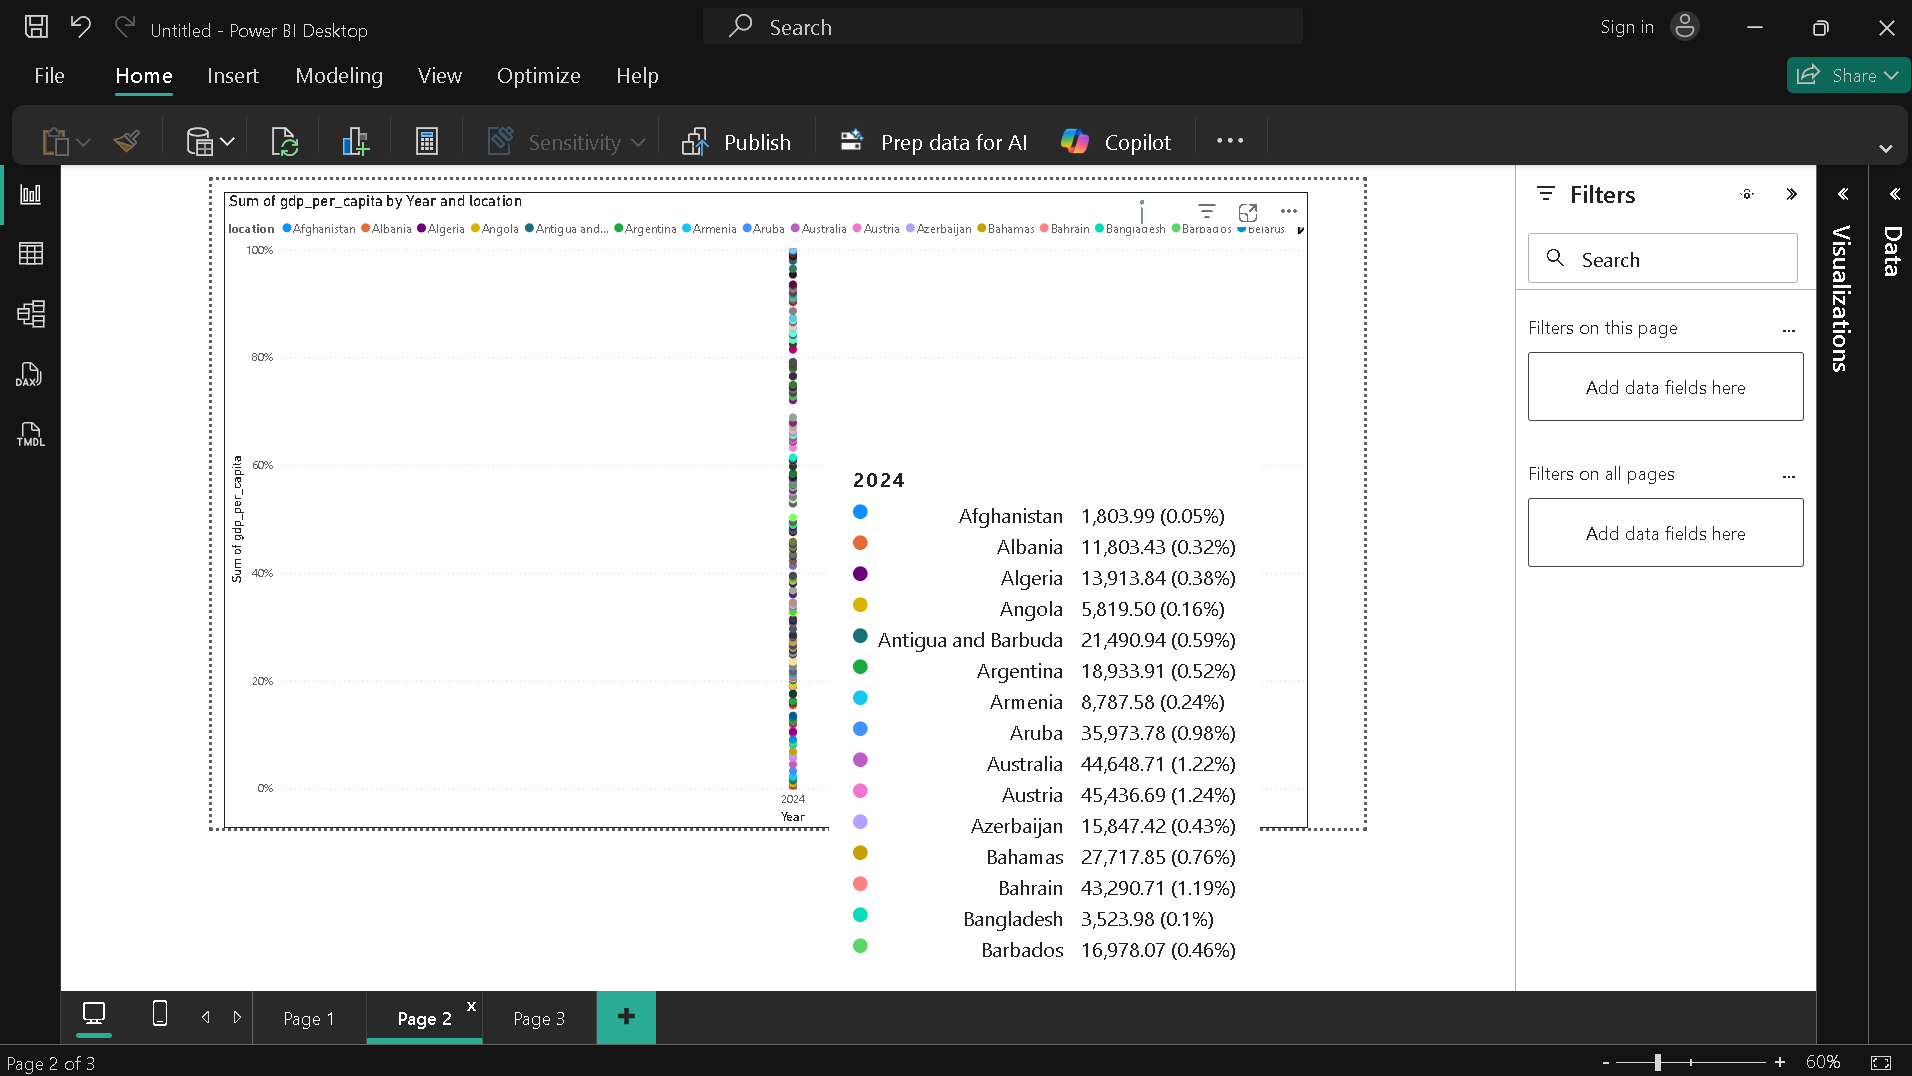 Untitled - Power BI Desktop
Search
Sign in
File
Home
Insert
Modeling
View
Optimize
Help
Share
Sensitivity
Publish
Prep data for AI
Copilot
DAX
TMDL
Sum of gdp_per_capita by Year and location
location Afghanistan Albania Algeria Angola Antigua and... Argentina Armenia Aruba Australia Austria Azerbaijan Bahamas Bahrain Bangladesh Barbados Belarus
100%
80%
60%
40%
20%
0%
Sum of gdp_per_capita
2024
Year
2024
Afghanistan 1,803.99 (0.05%)
Albania 11,803.43 (0.32%)
Algeria 13,913.84 (0.38%)
Angola 5,819.50 (0.16%)
Antigua and Barbuda 21,490.94 (0.59%)
Argentina 18,933.91 (0.52%)
Armenia 8,787.58 (0.24%)
Aruba 35,973.78 (0.98%)
Australia 44,648.71 (1.22%)
Austria 45,436.69 (1.24%)
Azerbaijan 15,847.42 (0.43%)
Bahamas 27,717.85 (0.76%)
Bahrain 43,290.71 (1.19%)
Bangladesh 3,523.98 (0.1%)
Barbados 16,978.07 (0.46%)
Filters
Search
Filters on this page
...
Add data fields here
Filters on all pages
...
Add data fields here
Visualizations
Data
Page 1
Page 2 x
Page 3
+
Page 2 of 3
- + 60%